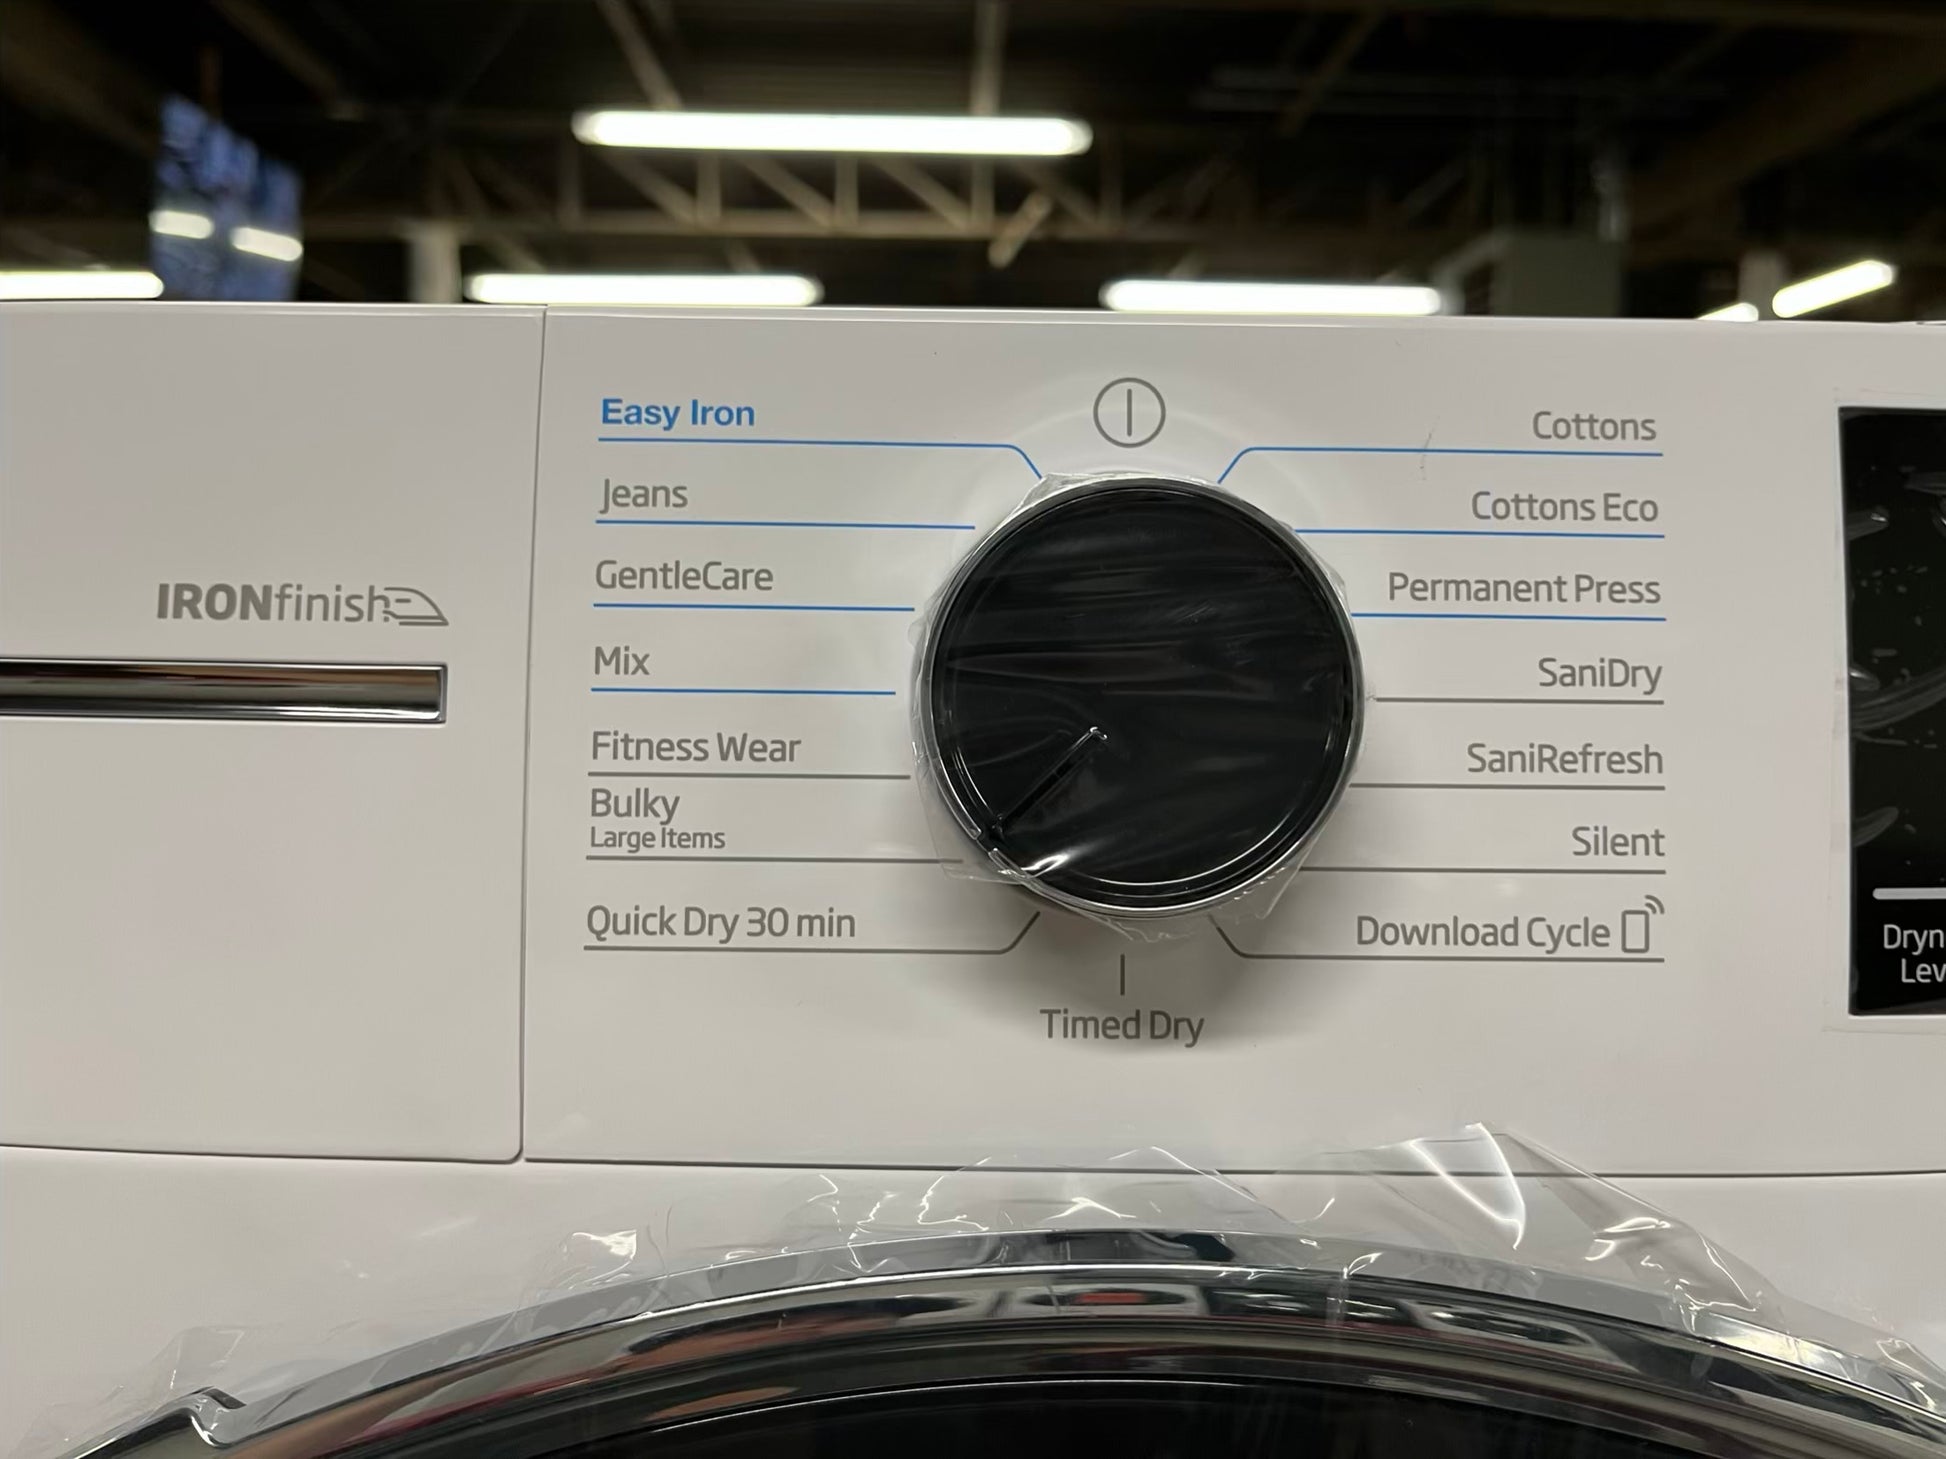 IRONfinish
Easy Iron
Jeans
GentleCare
Mix
Fitness Wear
Bulky
Large Items
Quick Dry 30 min
Timed Dry
Cottons
Cottons Eco
Permanent Press
SaniDry
SaniRefresh
Silent
Download Cycle